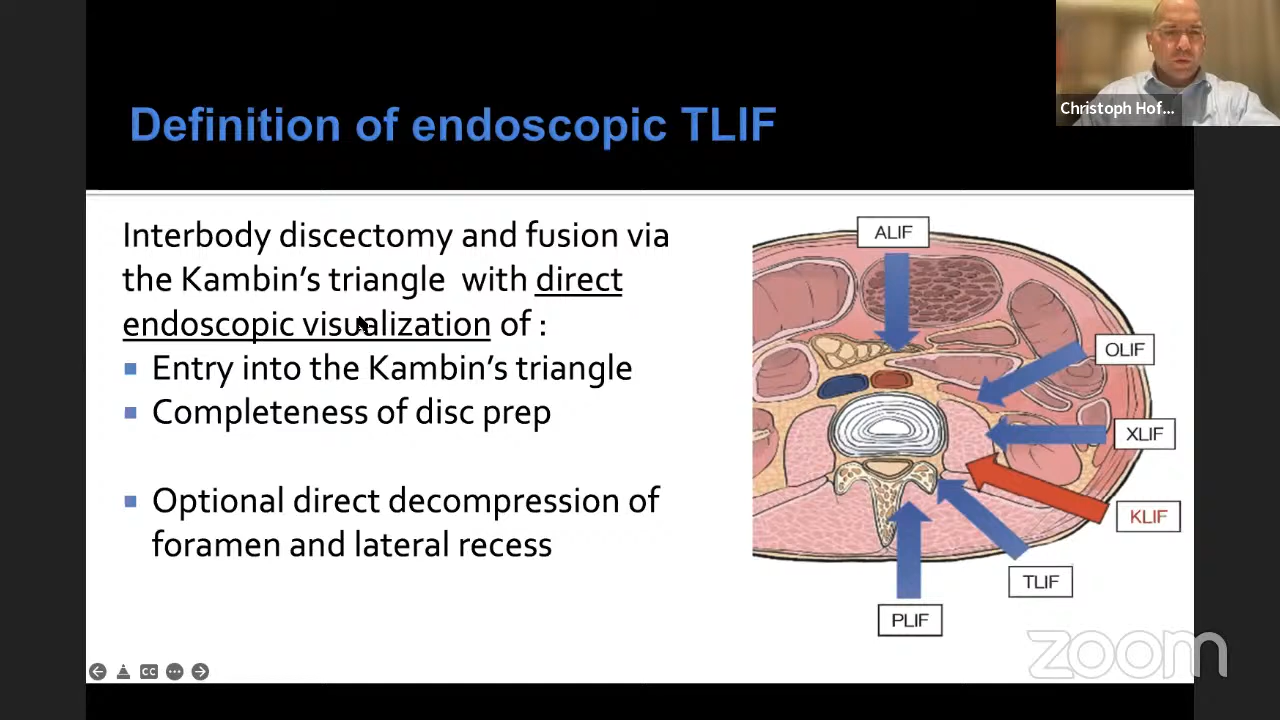 Christoph Hof...
Definition of endoscopic TLIF
Interbody discectomy and fusion via
the Kambin's triangle with direct
endoscopic visualization of :
Entry into the Kambin's triangle
Completeness of disc prep
Optional direct decompression of
foramen and lateral recess
ALIF
OLIF
XLIF
KLIF
TLIF
PLIF
CC
zoom